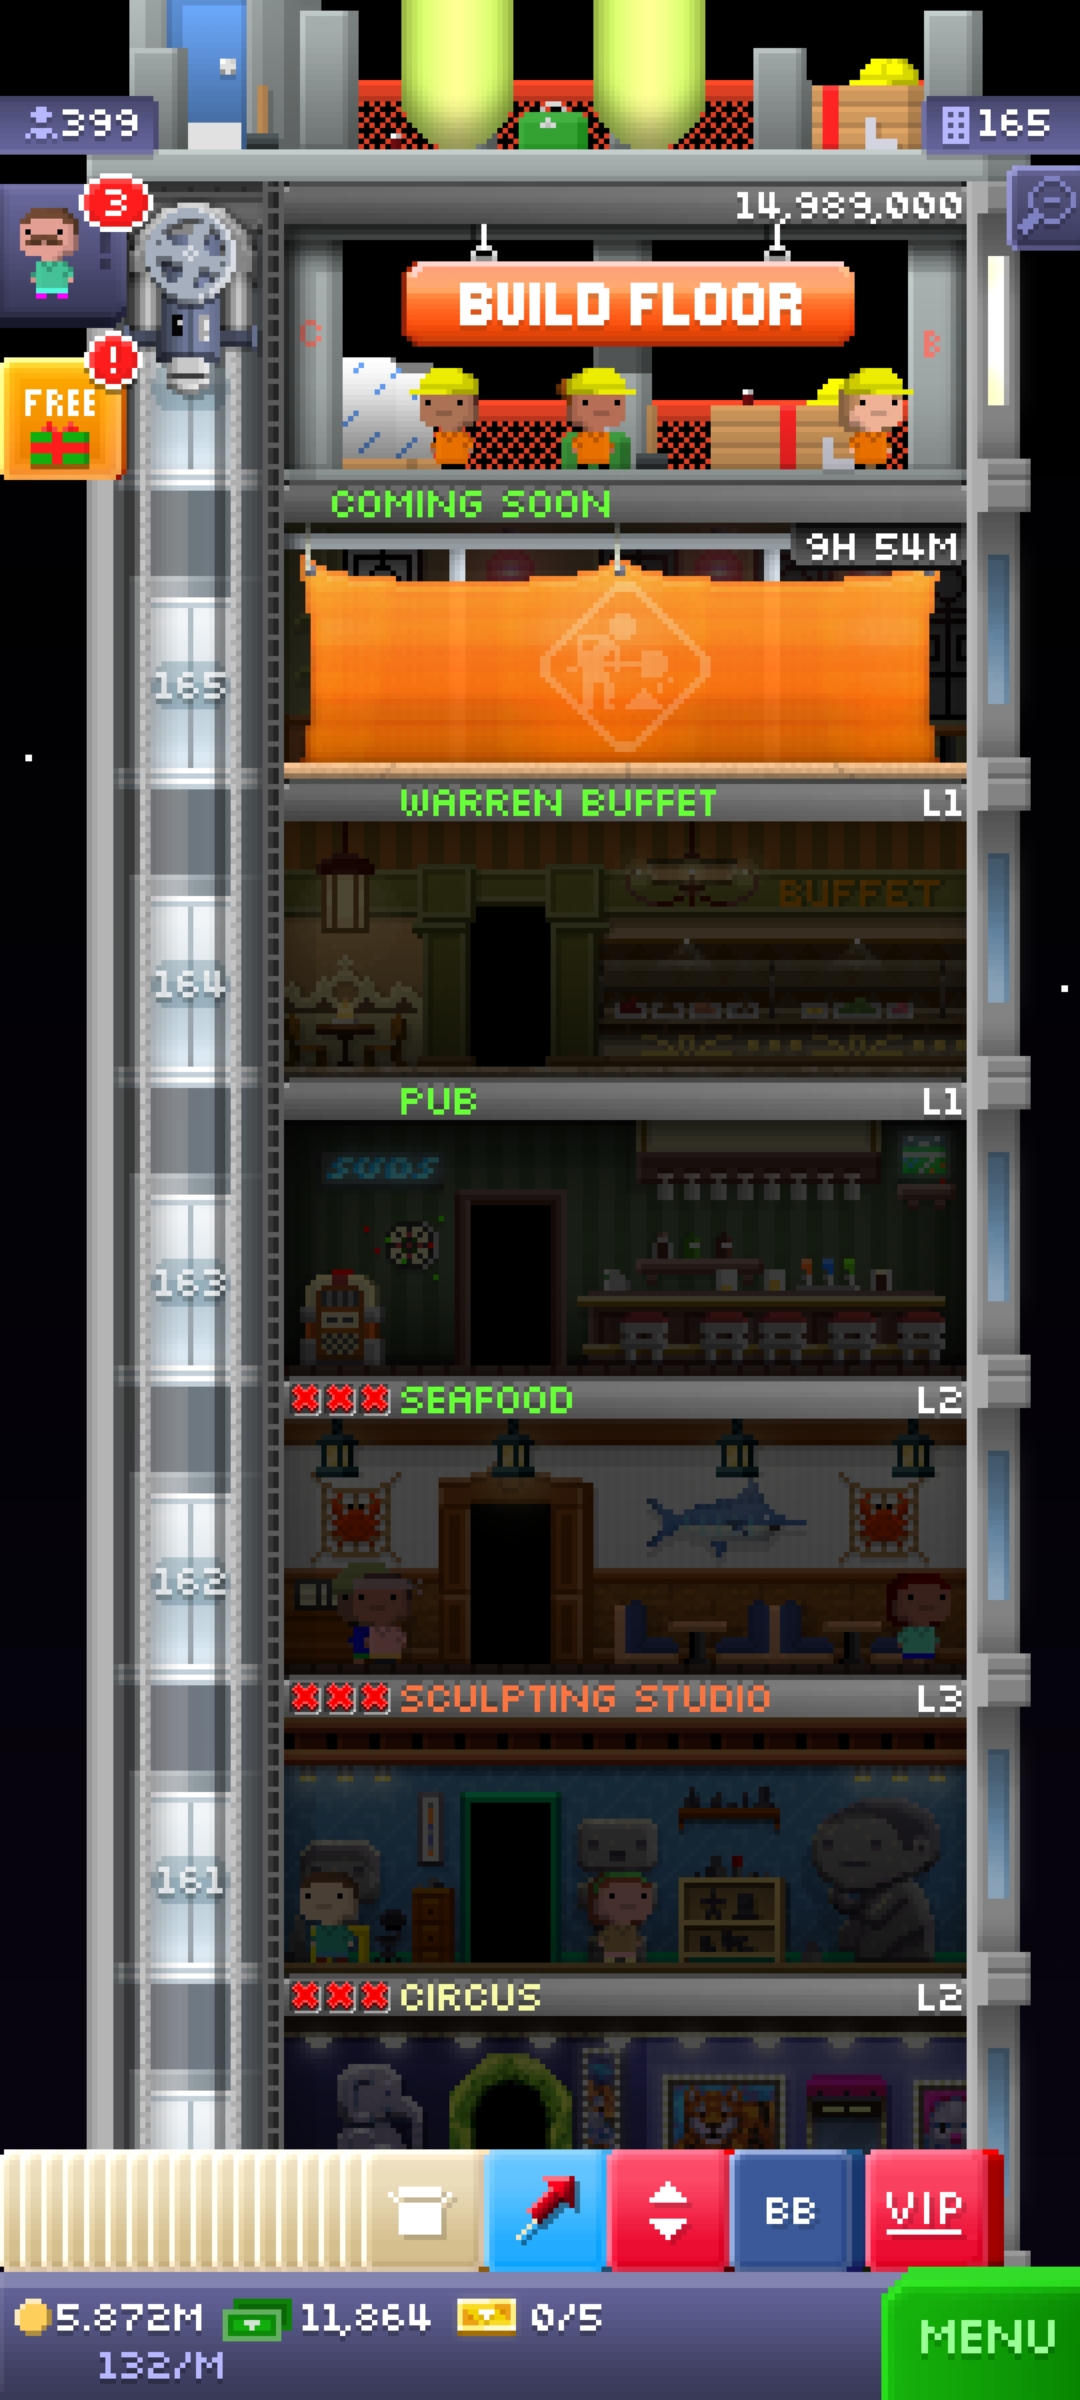 399
165
3
14,989,000
BUILD FLOOR
C
B
!
FREE
COMING SOON
9H 54M
165
WARREN BUFFET L1
BUFFET
164
PUB L1
SUDS
163
SEAFOOD L2
162
SCULPTING STUDIO L3
161
CIRCUS L2
BB
VIP
5.872M 11,864 0/5
132/M
MENU